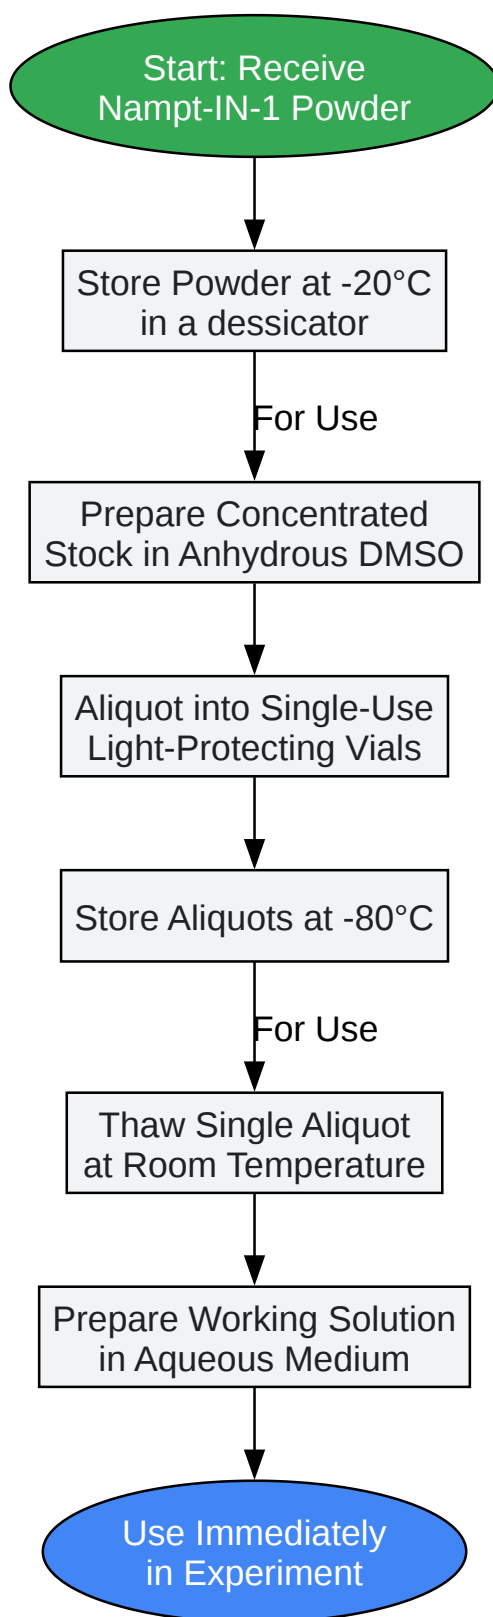 Start: Receive
Nampt-IN-1 Powder
Store Powder at -20°C
in a dessicator
For Use
Prepare Concentrated
Stock in Anhydrous DMSO
Aliquot into Single-Use
Light-Protecting Vials
Store Aliquots at -80°C
For Use
Thaw Single Aliquot
at Room Temperature
Prepare Working Solution
in Aqueous Medium
Use Immediately
in Experiment